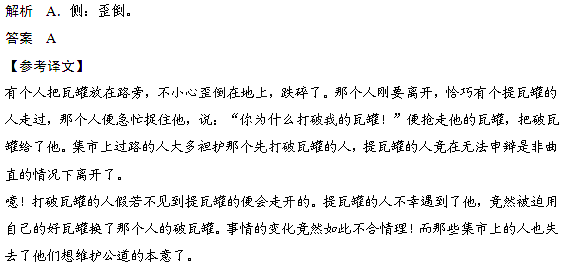 解析　A．侧：歪倒。
答案　A
【参考译文】
有个人把瓦罐放在路旁，不小心歪倒在地上，跌碎了。那个人刚要离开，恰巧有个提瓦罐的
人走过，那个人便急忙捉住他，说：“你为什么打破我的瓦罐！”便抢走他的瓦罐，把破瓦
罐给了他。集市上过路的人大多袒护那个先打破瓦罐的人，提瓦罐的人竟在无法申辩是非曲
直的情况下离开了。
噫！打破瓦罐的人假若不见到提瓦罐的便会走开的。提瓦罐的人不幸遇到了他，竟然被迫用
自己的好瓦罐换了那个人的破瓦罐。事情的变化竟然如此不合情理！而那些集市上的人也失
去了他们想维护公道的本意了。